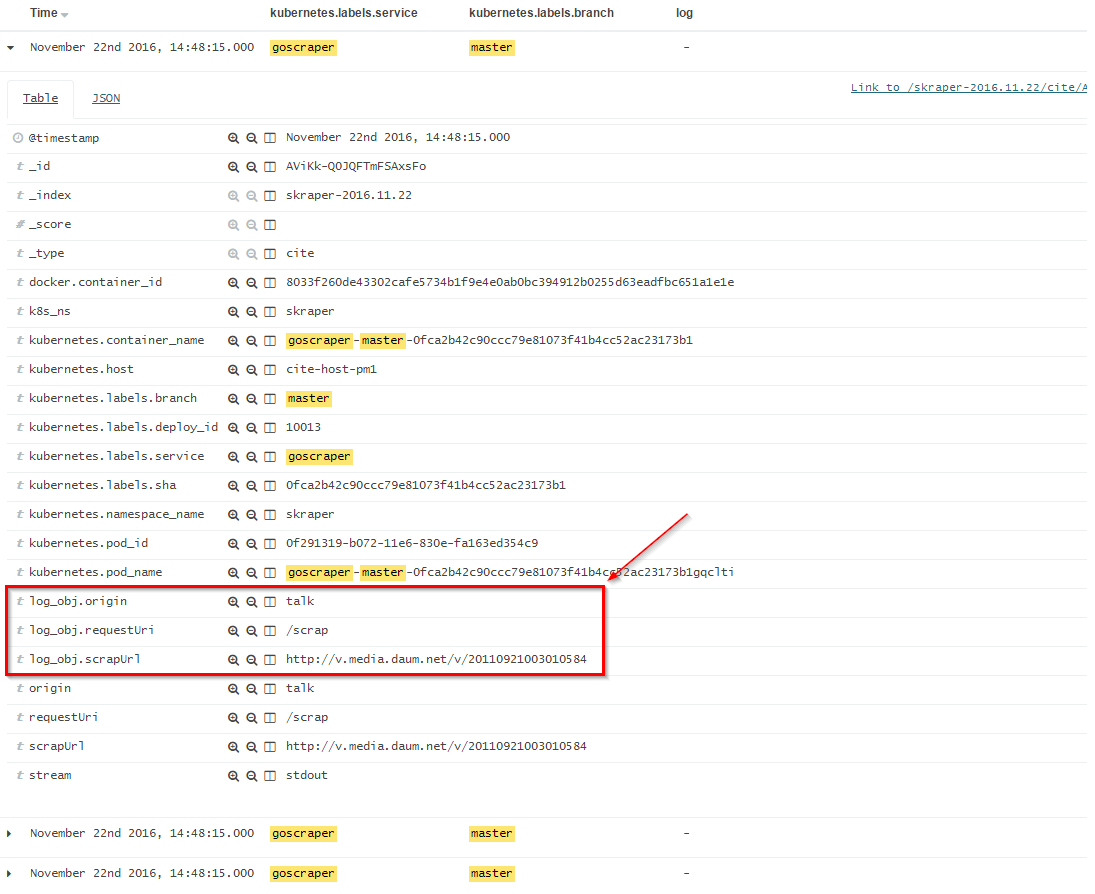 Time kubernetes.labels.service kubernetes.labels.branch log
November 22nd 2016, 14:48:15.000 goscraper master –
Table JSON Link to /skraper-2016.11.22/cite/A
@timestamp November 22nd 2016, 14:48:15.000
t _id AViKk-Q0JQFTmFSAxsFo
t _index skraper-2016.11.22
# _score
t _type cite
t docker.container_id 8033f260de43302cafe5734b1f9e4e0ab0bc394912b0255d63eadfbc651a1e1e
t k8s_ns skraper
t kubernetes.container_name goscraper-master-0fca2b42c90ccc79e81073f41b4cc52ac23173b1
t kubernetes.host cite-host-pm1
t kubernetes.labels.branch master
t kubernetes.labels.deploy_id 10013
t kubernetes.labels.service goscraper
t kubernetes.labels.sha 0fca2b42c90ccc79e81073f41b4cc52ac23173b1
t kubernetes.namespace_name skraper
t kubernetes.pod_id 0f291319-b072-11e6-830e-fa163ed354c9
t kubernetes.pod_name goscraper-master-0fca2b42c90ccc79e81073f41b4cc52ac23173b1gqclti
t log_obj.origin talk
t log_obj.requestUri /scrap
t log_obj.scrapUrl http://v.media.daum.net/v/20110921003010584
t origin talk
t requestUri /scrap
t scrapUrl http://v.media.daum.net/v/20110921003010584
t stream stdout
November 22nd 2016, 14:48:15.000 goscraper master –
November 22nd 2016, 14:48:15.000 goscraper master –